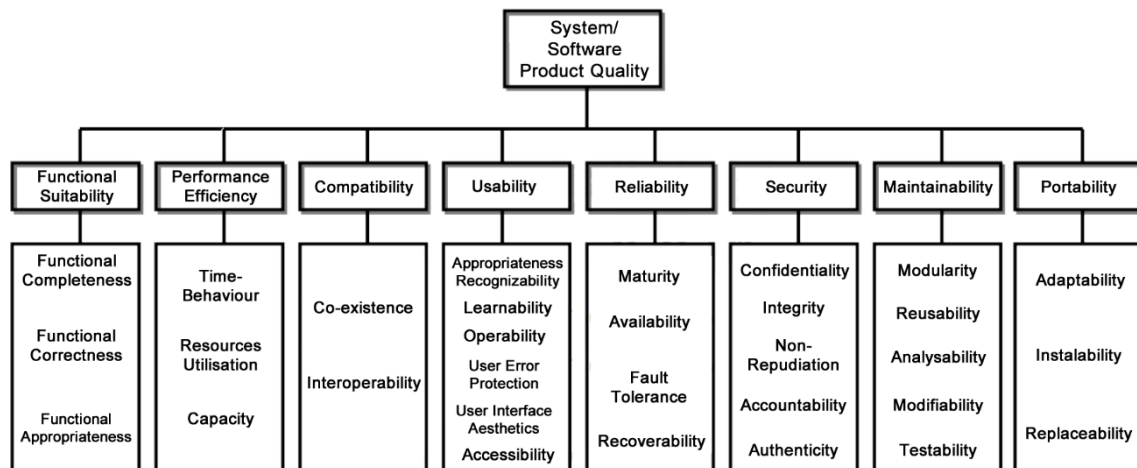 System/
Software
Product Quality
Functional
Suitability
Performance
Efficiency
Compatibility
Usability
Reliability
Security
Maintainability
Portability
Functional
Completeness
Functional
Correctness
Functional
Appropriateness
Time-
Behaviour
Resources
Utilisation
Capacity
Co-existence
Interoperability
Appropriateness
Recognizability
Learnability
Operability
User Error
Protection
User Interface
Aesthetics
Accessibility
Maturity
Availability
Fault
Tolerance
Recoverability
Confidentiality
Integrity
Non-
Repudiation
Accountability
Authenticity
Modularity
Reusability
Analysability
Modifiability
Testability
Adaptability
Instalability
Replaceability